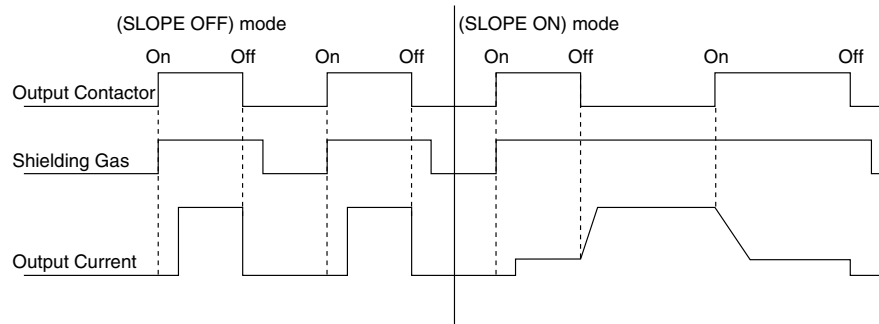 (SLOPE OFF) mode
(SLOPE ON) mode
On Off On Off On Off On Off
Output Contactor
Shielding Gas
Output Current